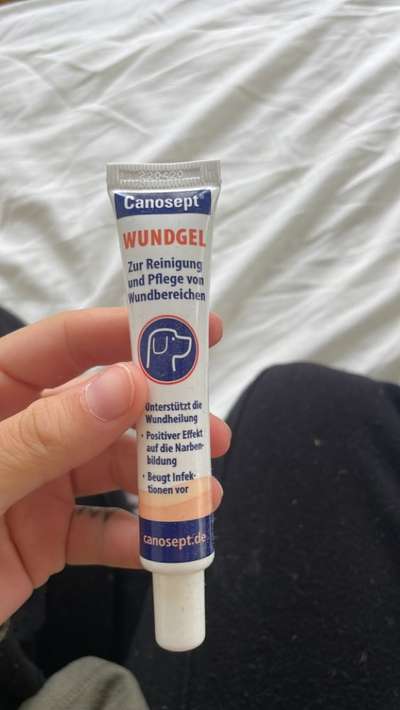 Canosept®
WUNDGEL
Zur Reinigung
und Pflege von
Wundbereichen
Unterstützt die
Wundheilung
• Positiver Effekt
auf die Narben-
bildung
• Beugt Infek-
tionen vor
canosept.de